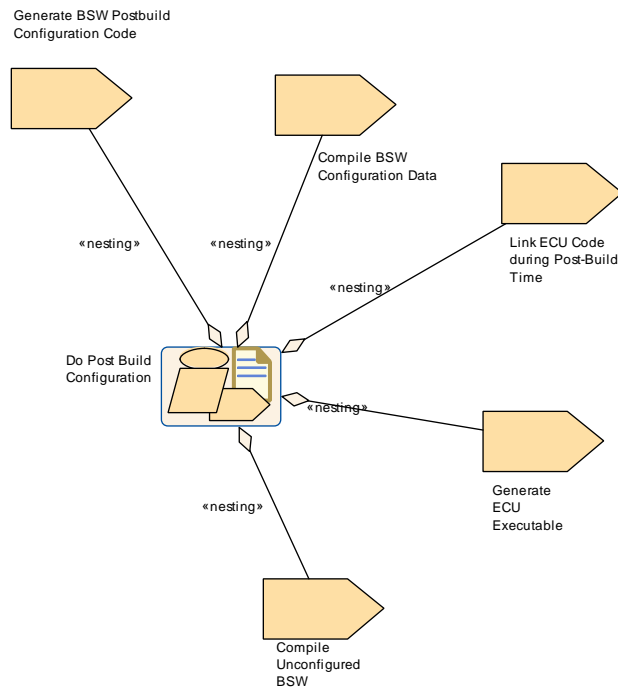 Generate BSW Postbuild
Configuration Code
Compile BSW
Configuration Data
Link ECU Code
during Post-Build
Time
«nesting»
«nesting»
«nesting»
Do Post Build
Configuration
«nesting»
Generate
ECU
Executable
«nesting»
Compile
Unconfigured
BSW